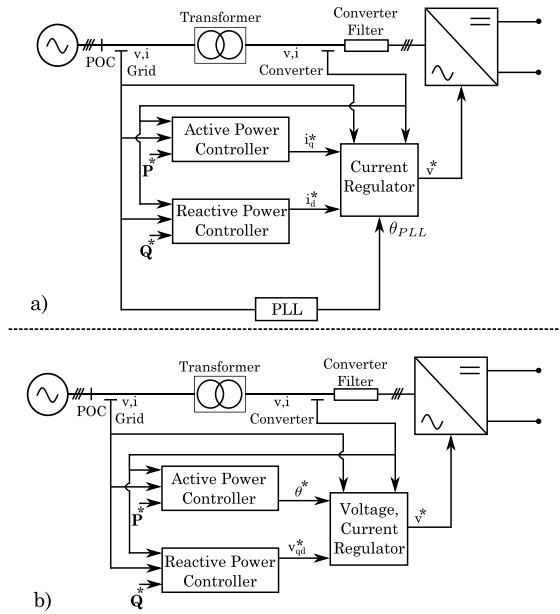 Transformer
Converter
Filter
POC
v,i
Grid
v,i
Converter
Active Power
Controller
P*
i*q
Current
Regulator
v*
Reactive Power
Controller
Q*
i*d
θPLL
PLL
a)
Transformer
Converter
Filter
POC
v,i
Grid
v,i
Converter
Active Power
Controller
P*
θ*
Voltage,
Current
Regulator
v*
Reactive Power
Controller
Q*
v*qd
b)